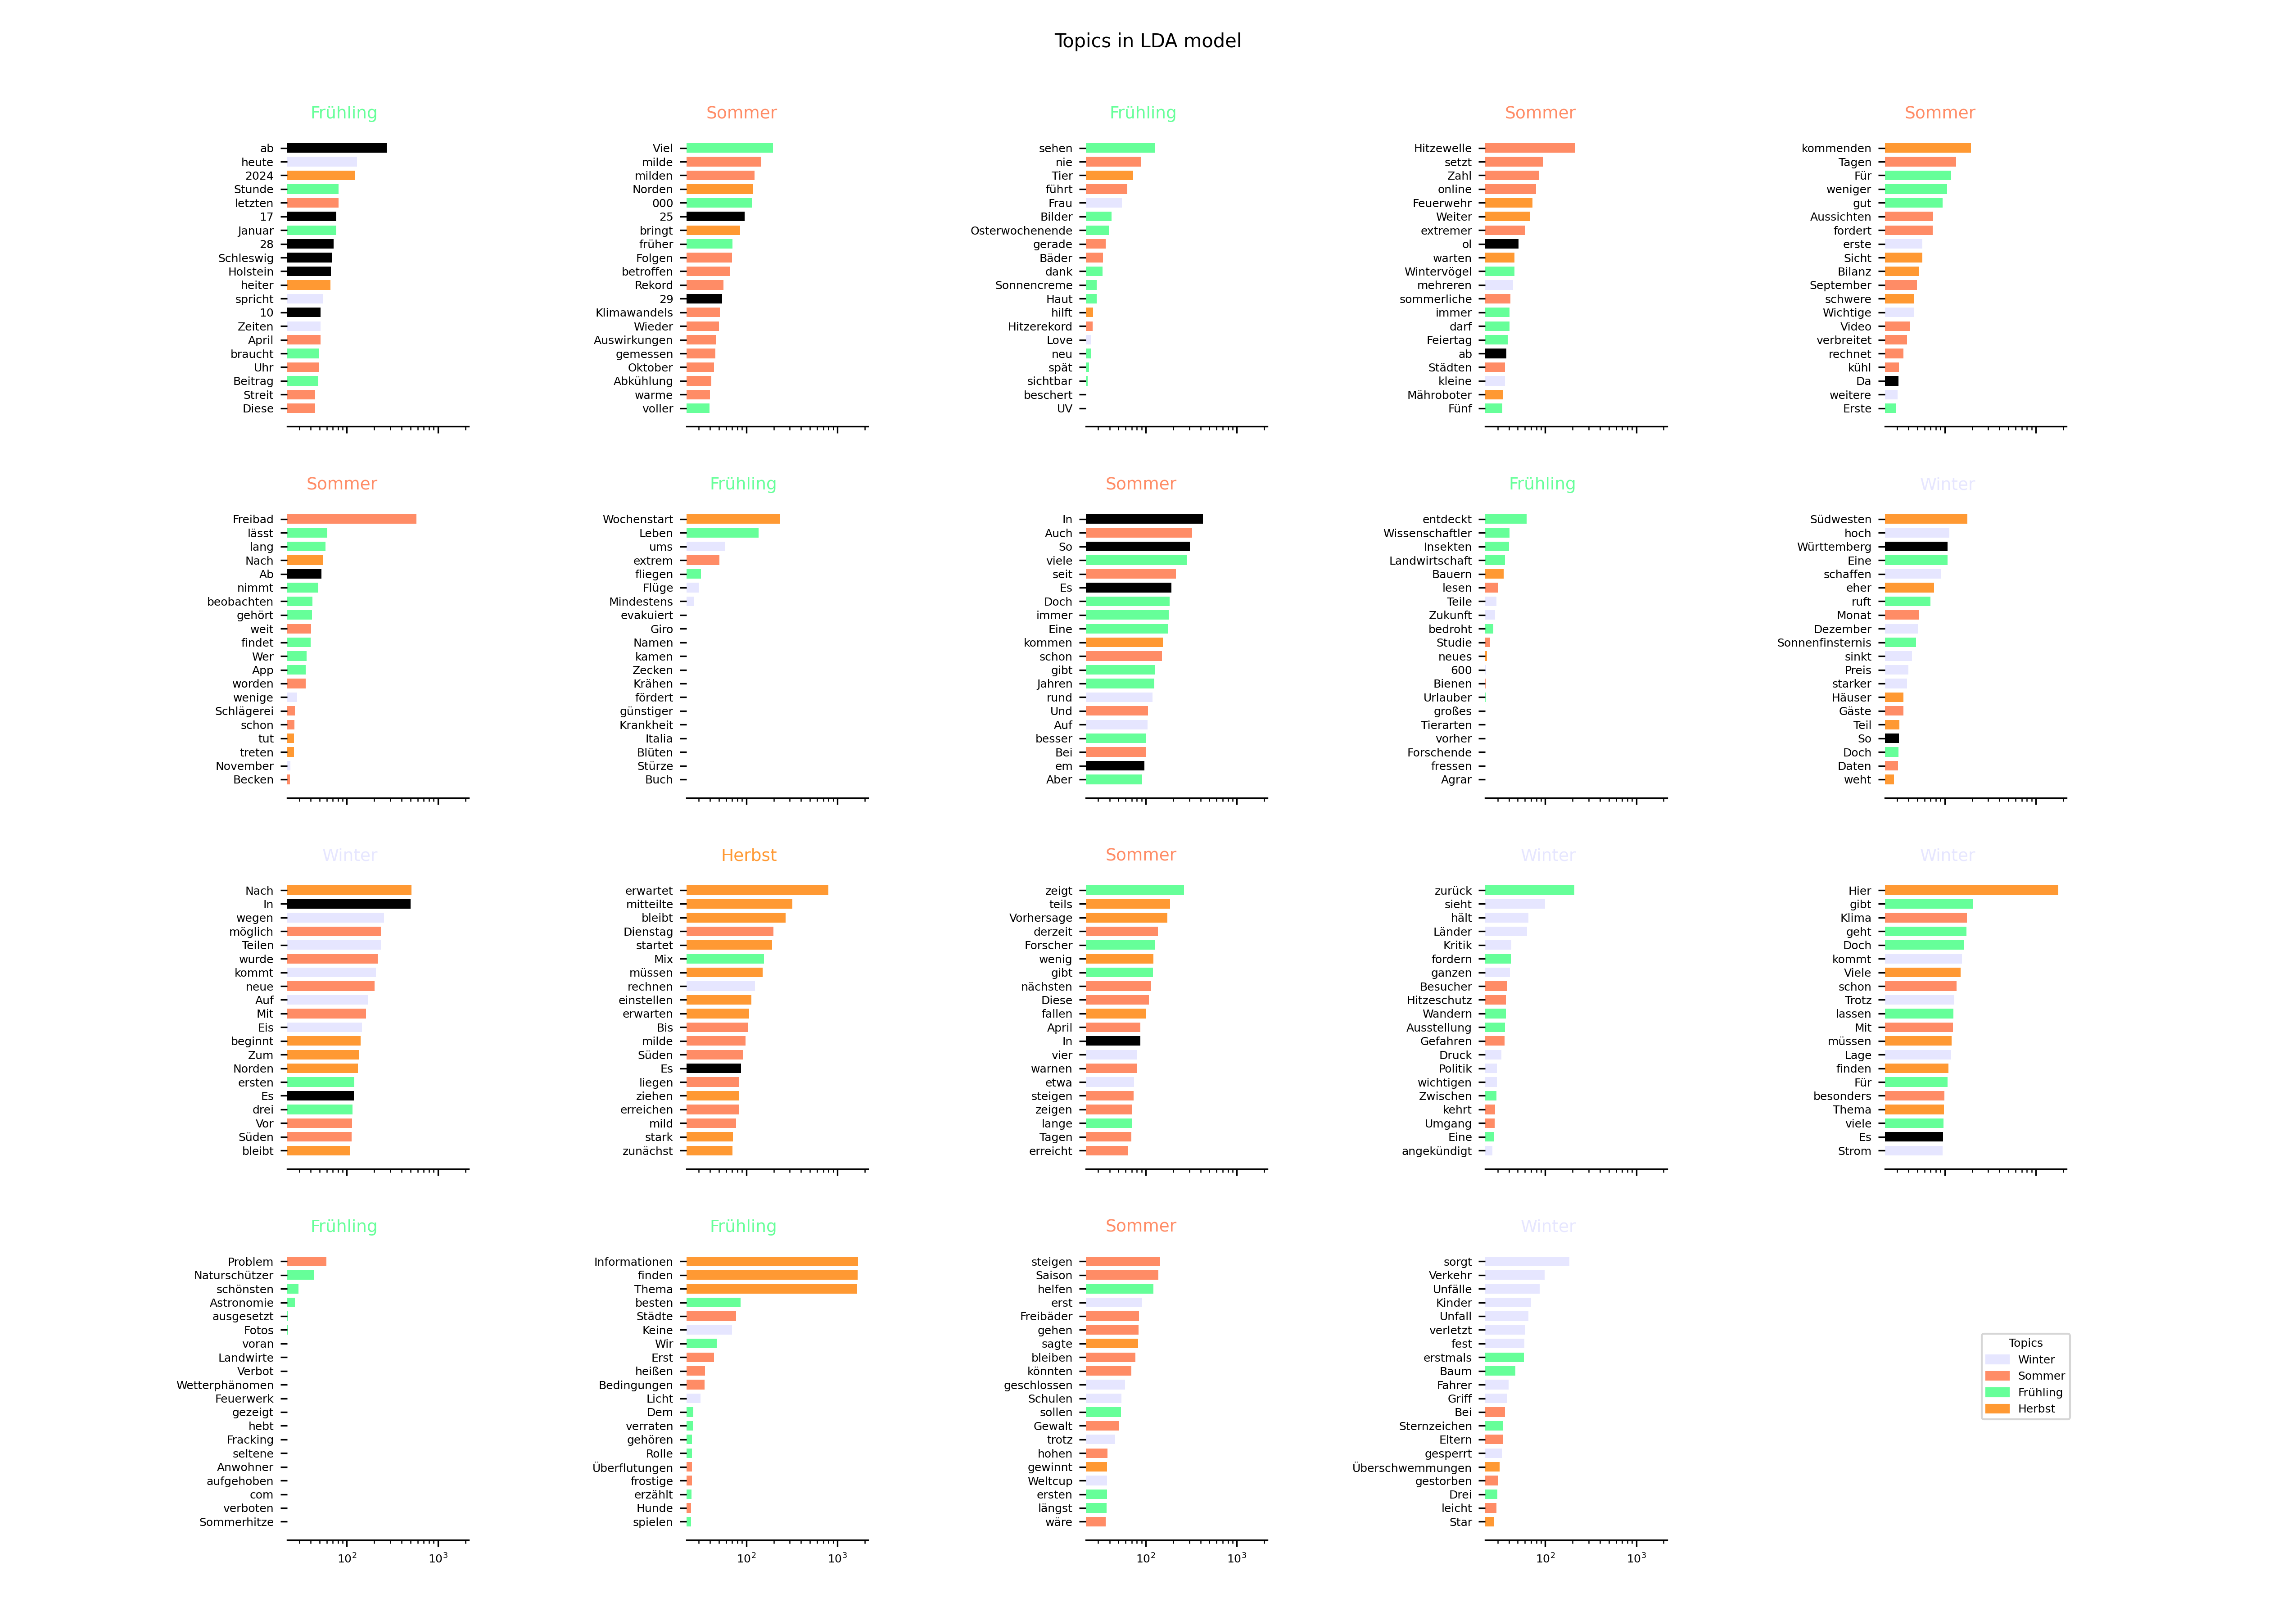 Topics in LDA model
Frühling
ab
heute
2024
Stunde
letzten
17
Januar
28
Schleswig
Holstein
heiter
spricht
10
Zeiten
April
braucht
Uhr
Beitrag
Streit
Diese
Sommer
Viel
milde
milden
Norden
000
25
bringt
früher
Folgen
betroffen
Rekord
29
Klimawandels
Wieder
Auswirkungen
gemessen
Oktober
Abkühlung
warme
voller
Frühling
sehen
nie
Tier
führt
Frau
Bilder
Osterwochenende
gerade
Bäder
dank
Sonnencreme
Haut
hilft
Hitzerekord
Love
neu
spät
sichtbar
beschert
UV
Sommer
Hitzewelle
setzt
Zahl
online
Feuerwehr
Weiter
extremer
ol
warten
Wintervögel
mehreren
sommerliche
immer
darf
Feiertag
ab
Städten
kleine
Mähroboter
Fünf
Sommer
kommenden
Tagen
Für
weniger
gut
Aussichten
fordert
erste
Sicht
Bilanz
September
schwere
Wichtige
Video
verbreitet
rechnet
kühl
Da
weitere
Erste
Sommer
Freibad
lässt
lang
Nach
Ab
nimmt
beobachten
gehört
weit
findet
Wer
App
worden
wenige
Schlägerei
schon
tut
treten
November
Becken
Frühling
Wochenstart
Leben
ums
extrem
fliegen
Flüge
Mindestens
evakuiert
Giro
Namen
kamen
Zecken
Krähen
fördert
günstiger
Krankheit
Italia
Blüten
Stürze
Buch
Sommer
In
Auch
So
viele
seit
Es
Doch
immer
Eine
kommen
schon
gibt
Jahren
rund
Und
Auf
besser
Bei
em
Aber
Frühling
entdeckt
Wissenschaftler
Insekten
Landwirtschaft
Bauern
lesen
Teile
Zukunft
bedroht
Studie
neues
600
Bienen
Urlauber
großes
Tierarten
vorher
Forschende
fressen
Agrar
Winter
Südwesten
hoch
Württemberg
Eine
schaffen
eher
ruft
Monat
Dezember
Sonnenfinsternis
sinkt
Preis
starker
Häuser
Gäste
Teil
So
Doch
Daten
weht
Winter
Nach
In
wegen
möglich
Teilen
wurde
kommt
neue
Auf
Mit
Eis
beginnt
Zum
Norden
ersten
Es
drei
Vor
Süden
bleibt
Herbst
erwartet
mitteilte
bleibt
Dienstag
startet
Mix
müssen
rechnen
einstellen
erwarten
Bis
milde
Süden
Es
liegen
ziehen
erreichen
mild
stark
zunächst
Sommer
zeigt
teils
Vorhersage
derzeit
Forscher
wenig
gibt
nächsten
Diese
fallen
April
In
vier
warnen
etwa
steigen
zeigen
lange
Tagen
erreicht
Winter
zurück
sieht
hält
Länder
Kritik
fordern
ganzen
Besucher
Hitzeschutz
Wandern
Ausstellung
Gefahren
Druck
Politik
wichtigen
Zwischen
kehrt
Umgang
Eine
angekündigt
Winter
Hier
gibt
Klima
geht
Doch
kommt
Viele
schon
Trotz
lassen
Mit
müssen
Lage
finden
Für
besonders
Thema
viele
Es
Strom
Frühling
Problem
Naturschützer
schönsten
Astronomie
ausgesetzt
Fotos
voran
Landwirte
Verbot
Wetterphänomen
Feuerwerk
gezeigt
hebt
Fracking
seltene
Anwohner
aufgehoben
com
verboten
Sommerhitze
10² 10³
Frühling
Informationen
finden
Thema
besten
Städte
Keine
Wir
Erst
heißen
Bedingungen
Licht
Dem
verraten
gehören
Rolle
Überflutungen
frostige
erzählt
Hunde
spielen
10² 10³
Sommer
steigen
Saison
helfen
erst
Freibäder
gehen
sagte
bleiben
könnten
geschlossen
Schulen
sollen
Gewalt
trotz
hohen
gewinnt
Weltcup
ersten
längst
wäre
10² 10³
Winter
sorgt
Verkehr
Unfälle
Kinder
Unfall
verletzt
fest
erstmals
Baum
Fahrer
Griff
Bei
Sternzeichen
Eltern
gesperrt
Überschwemmungen
gestorben
Drei
leicht
Star
10² 10³
Topics
Winter
Sommer
Frühling
Herbst